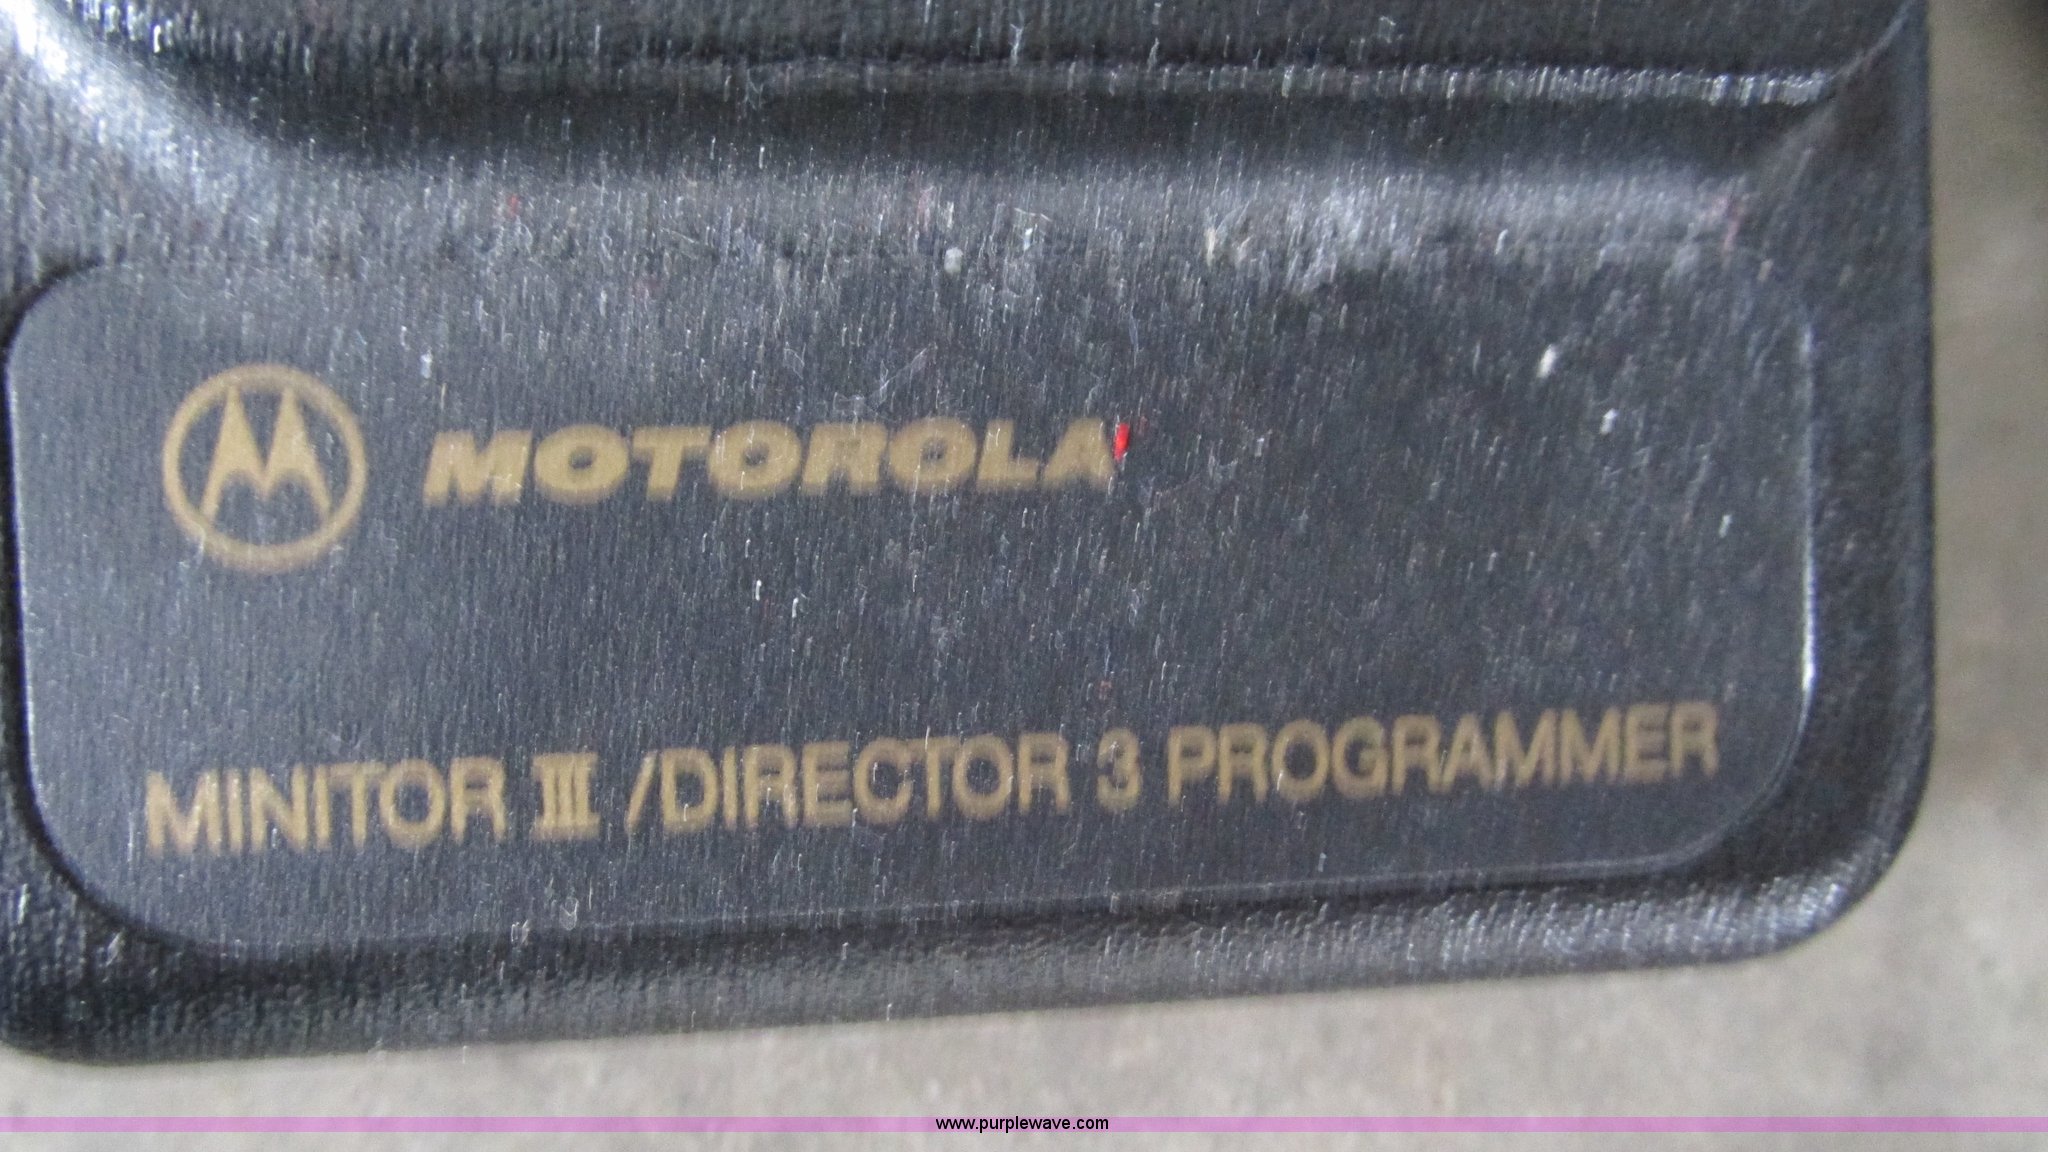 MOTOROLA
MINITOR III /DIRECTOR 3 PROGRAMMER
www.purplewave.com